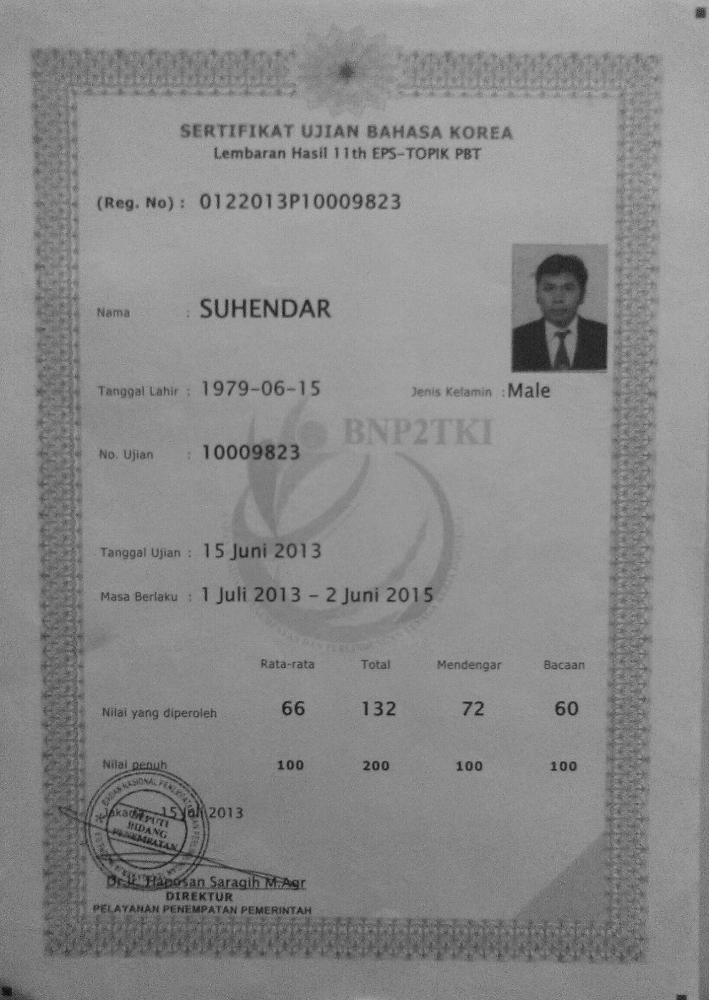 SERTIFIKAT UJIAN BAHASA KOREA
Lembaran Hasil 11th EPS-TOPIK PBT
(Reg. No) : 0122013P10009823
Nama : SUHENDAR
Tanggal Lahir : 1979-06-15 Jenis Kelamin : Male
BNP2TKI
No. Ujian : 10009823
Tanggal Ujian : 15 Juni 2013
Masa Berlaku : 1 Juli 2013 - 2 Juni 2015
Rata-rata Total Mendengar Bacaan
Nilai yang diperoleh 66 132 72 60
Nilai penuh 100 200 100 100
BADAN NASIONAL PENEMPATAN
Jakarta, 15 Juli 2013
DEPUTI
BIDANG
PENEMPATAN
Dr.Ir. Haposan Saragih M.Agr
DIREKTUR
PELAYANAN PENEMPATAN PEMERINTAH